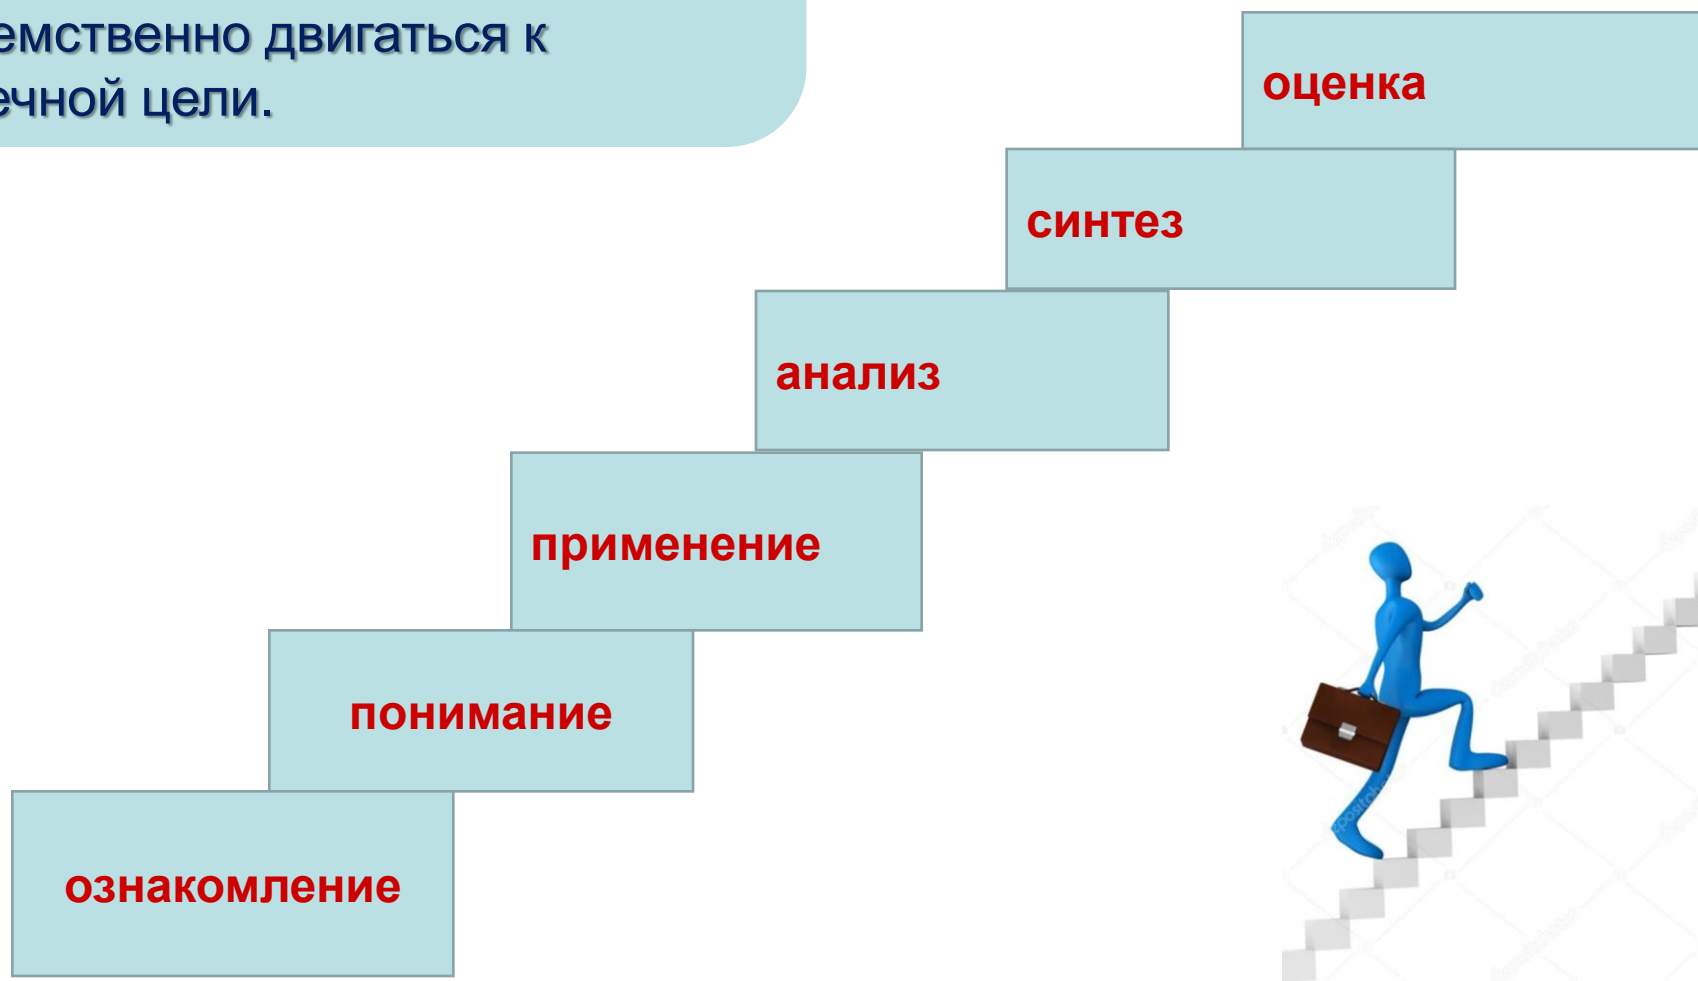 емственно двигаться к
ечной цели.
оценка
синтез
анализ
применение
понимание
ознакомление